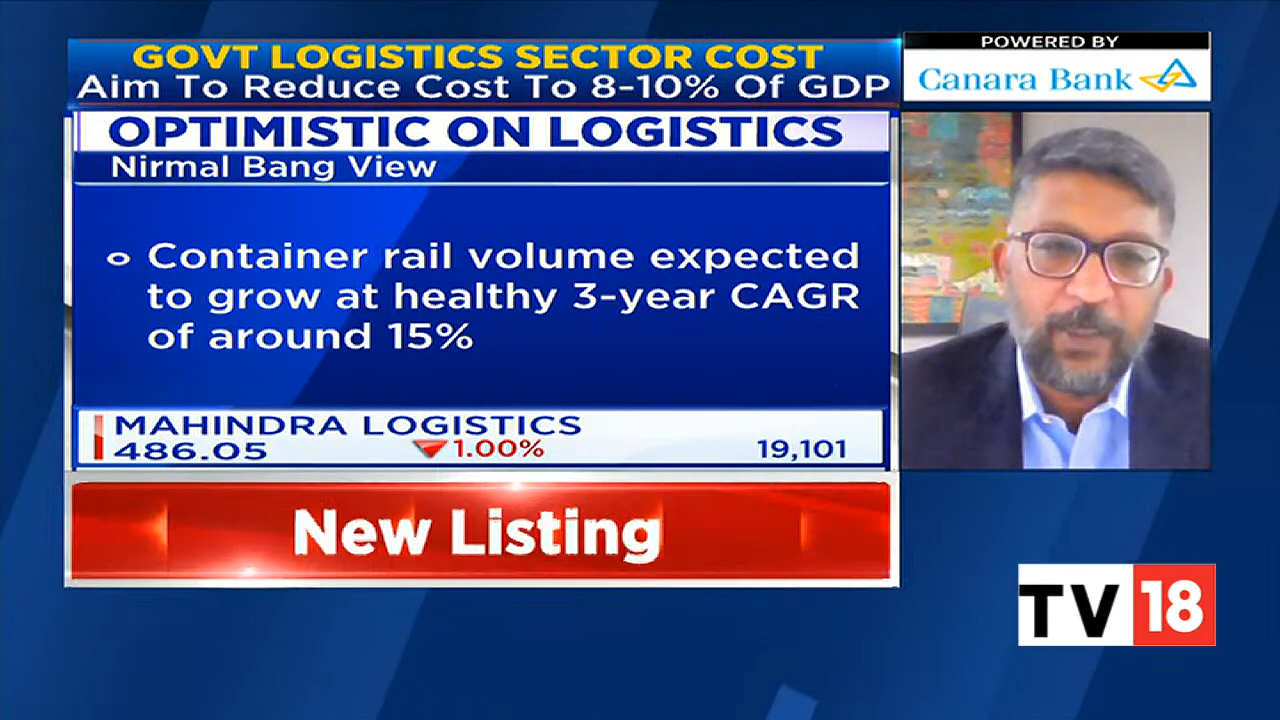 GOVT LOGISTICS SECTOR COST
Aim To Reduce Cost To 8-10% Of GDP
POWERED BY
Canara Bank
OPTIMISTIC ON LOGISTICS
Nirmal Bang View
Container rail volume expected
to grow at healthy 3-year CAGR
of around 15%
MAHINDRA LOGISTICS
486.05 1.00% 19,101
New Listing
TV 18